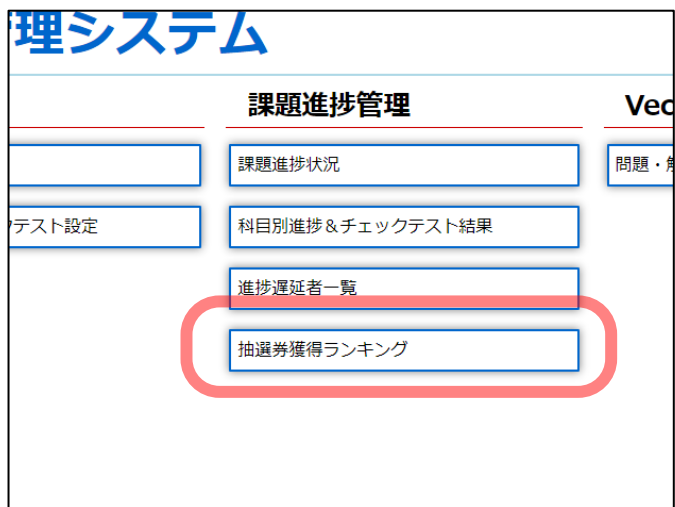 理システム
課題進捗管理
Vec
課題進捗状況
問題・解
テスト設定
科目別進捗&チェックテスト結果
進捗遅延者一覧
抽選券獲得ランキング